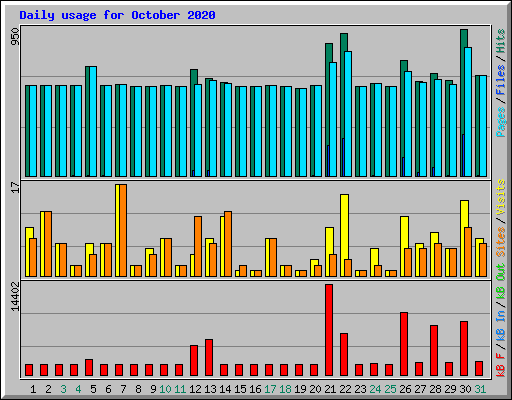 Daily usage for October 2020
950
Pages / Files / Hits
17
Sites / Visits
14402
kB F / kB In / kB Out
1 2 3 4 5 6 7 8 9 10 11 12 13 14 15 16 17 18 19 20 21 22 23 24 25 26 27 28 29 30 31